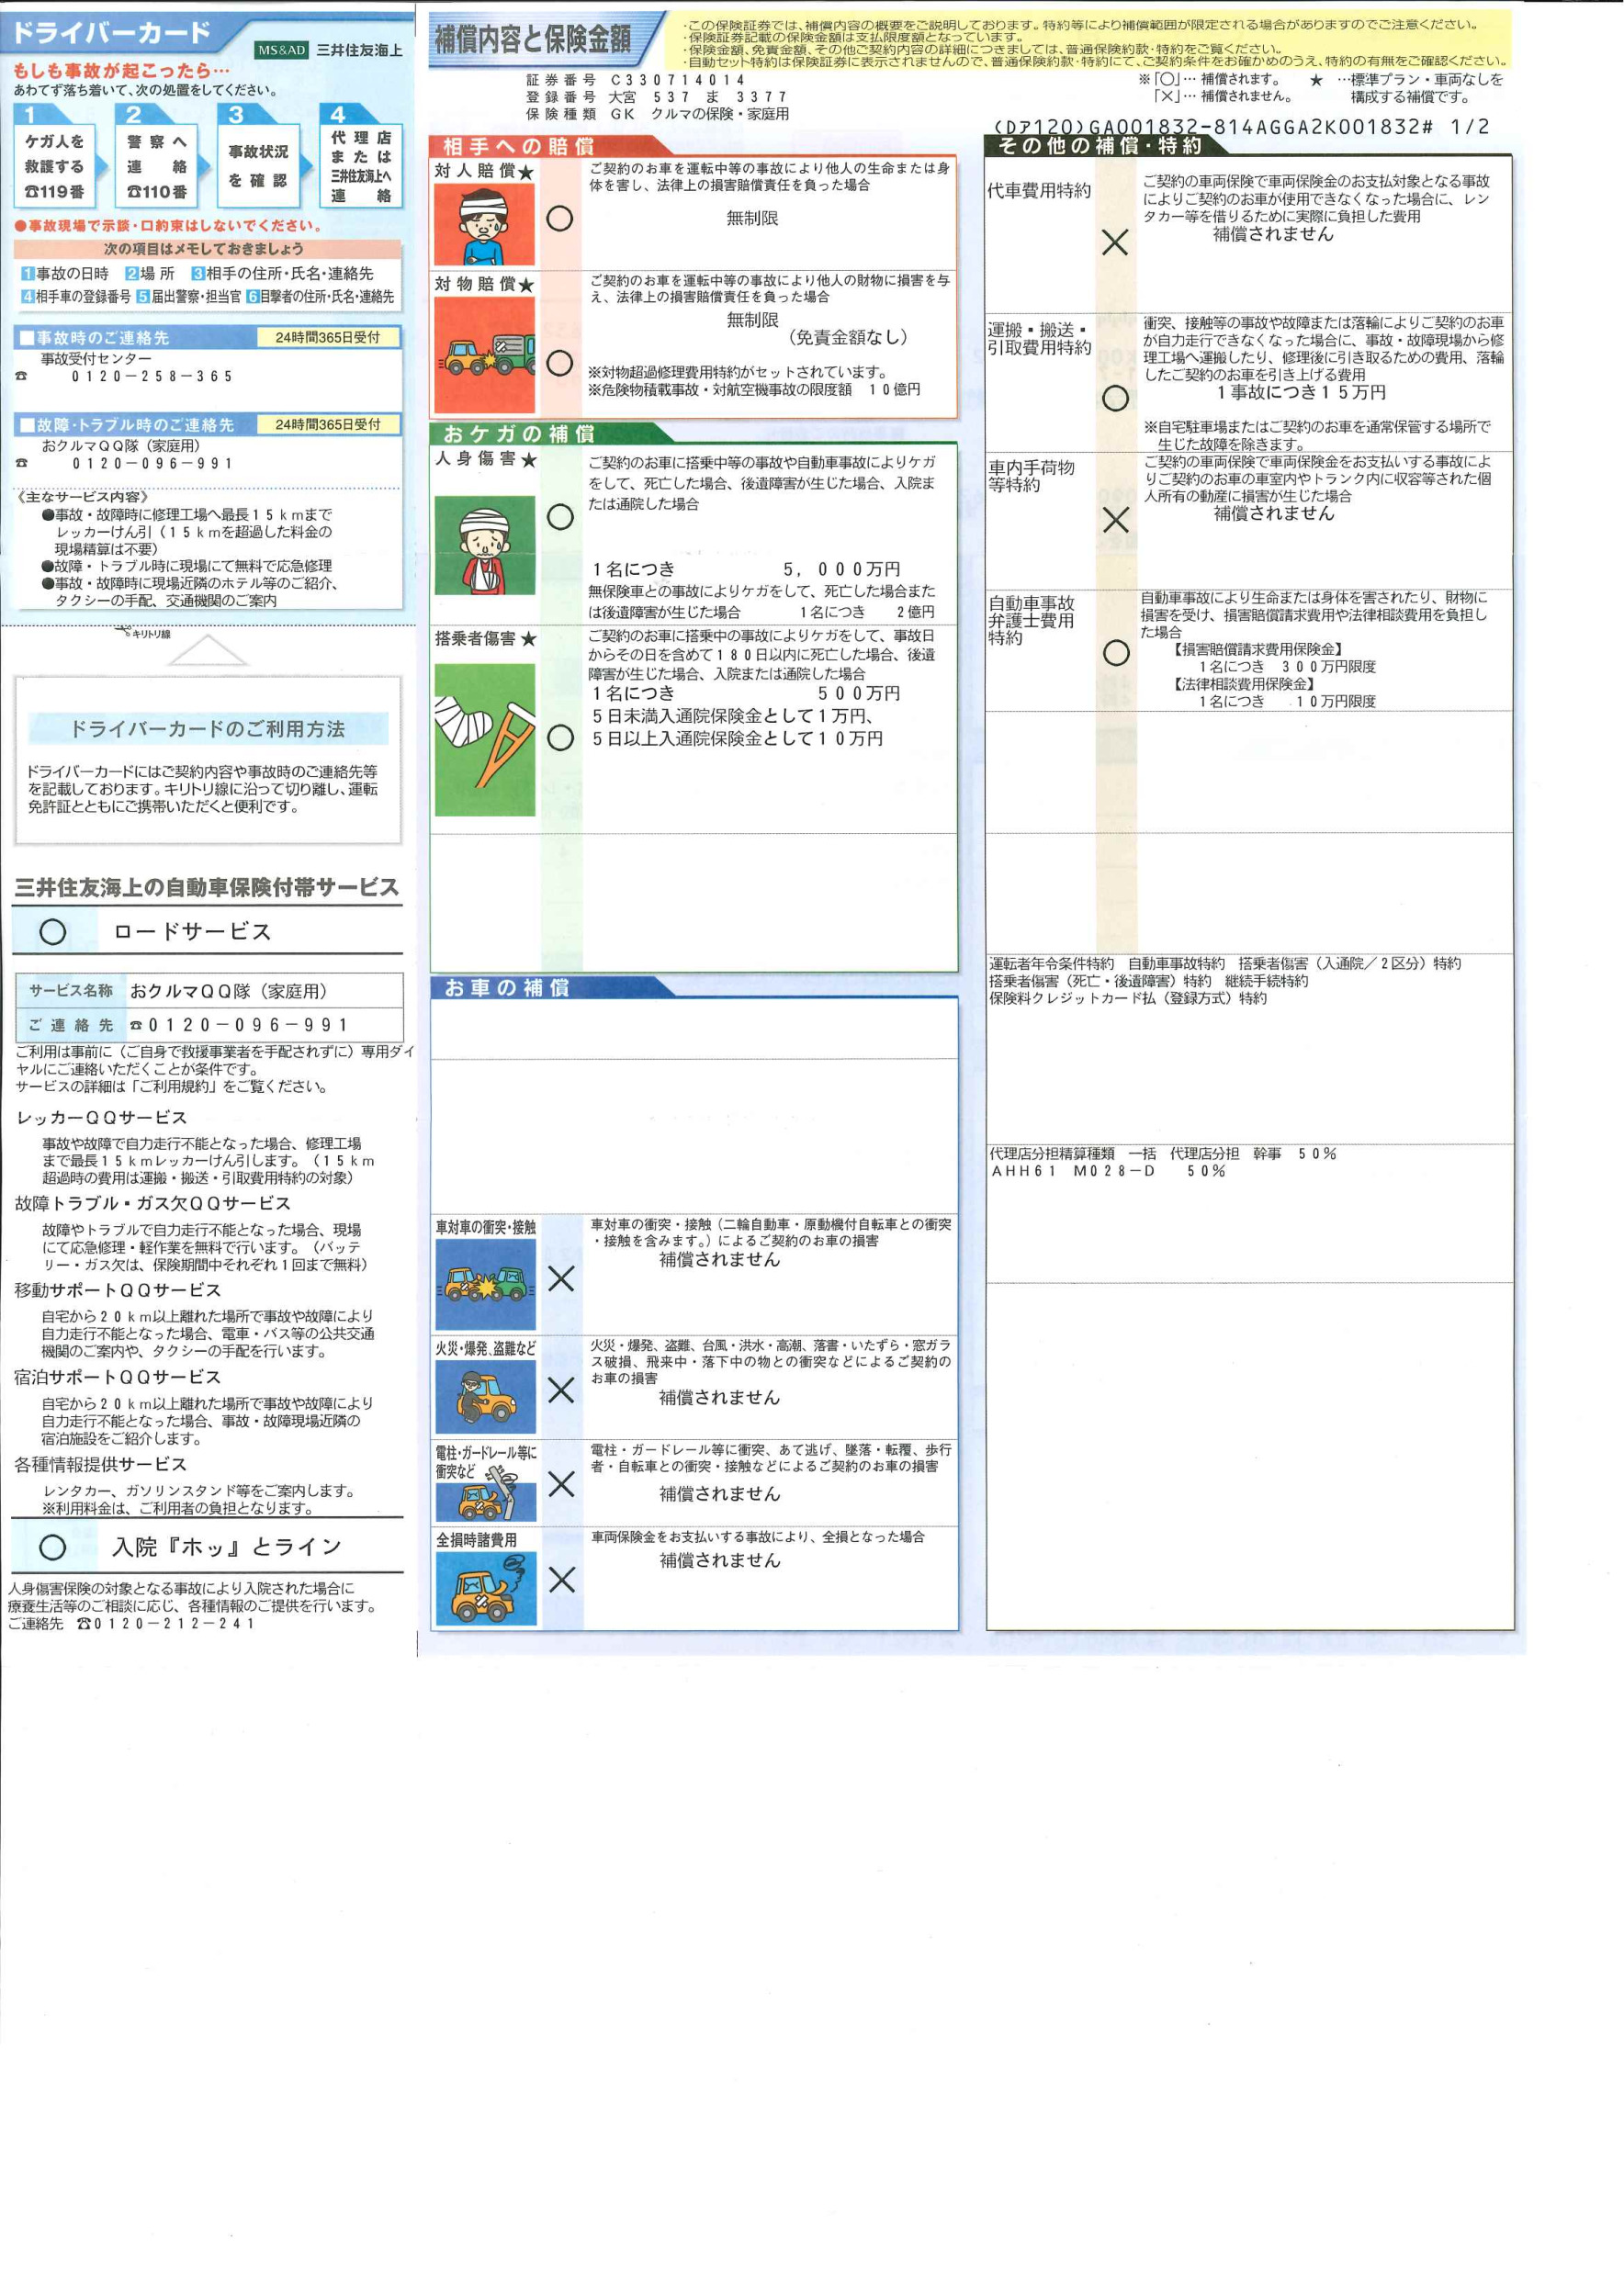 ドライバーカード
MS&AD 三井住友海上
もしも事故が起こったら…
あわてず落ち着いて、次の処置をしてください。
1
ケガ人を
救護する
☎119番
2
警察へ
連絡
☎110番
3
事故状況
を確認
4
代理店
または
三井住友海上へ
連絡
●事故現場で示談・口約束はしないでください。
次の項目はメモしておきましょう
1事故の日時 2場所 3相手の住所・氏名・連絡先
4相手車の登録番号 5届出警察・担当官 6目撃者の住所・氏名・連絡先
■事故時のご連絡先 24時間365日受付
事故受付センター
☎ 0120-258-365
■故障・トラブル時のご連絡先 24時間365日受付
おクルマQQ隊（家庭用）
☎ 0120-096-991
《主なサービス内容》
●事故・故障時に修理工場へ最長15kmまで
レッカーけん引（15kmを超過した料金の
現場精算は不要）
●故障・トラブル時に現場にて無料で応急修理
●事故・故障時に現場近隣のホテル等のご紹介、
タクシーの手配、交通機関のご案内
キリトリ線
ドライバーカードのご利用方法
ドライバーカードにはご契約内容や事故時のご連絡先等
を記載しております。キリトリ線に沿って切り離し、運転
免許証とともにご携帯いただくと便利です。
三井住友海上の自動車保険付帯サービス
○ ロードサービス
サービス名称 おクルマQQ隊（家庭用）
ご連絡先 ☎0120-096-991
ご利用は事前に（ご自身で救援事業者を手配されずに）専用ダイ
ヤルにご連絡いただくことが条件です。
サービスの詳細は「ご利用規約」をご覧ください。
レッカーQQサービス
事故や故障で自力走行不能となった場合、修理工場
まで最長15kmレッカーけん引します。（15km
超過時の費用は運搬・搬送・引取費用特約の対象）
故障トラブル・ガス欠QQサービス
故障やトラブルで自力走行不能となった場合、現場
にて応急修理・軽作業を無料で行います。（バッテ
リー・ガス欠は、保険期間中それぞれ1回まで無料）
移動サポートQQサービス
自宅から20km以上離れた場所で事故や故障により
自力走行不能となった場合、電車・バス等の公共交通
機関のご案内や、タクシーの手配を行います。
宿泊サポートQQサービス
自宅から20km以上離れた場所で事故や故障により
自力走行不能となった場合、事故・故障現場近隣の
宿泊施設をご紹介します。
各種情報提供サービス
レンタカー、ガソリンスタンド等をご案内します。
※利用料金は、ご利用者の負担となります。
○ 入院『ホッ』とライン
人身傷害保険の対象となる事故により入院された場合に
療養生活等のご相談に応じ、各種情報のご提供を行います。
ご連絡先 ☎0120-212-241
補償内容と保険金額
・この保険証券では、補償内容の概要をご説明しております。特約等により補償範囲が限定される場合がありますのでご注意ください。
・保険証券記載の保険金額は支払限度額となっています。
・保険金額、免責金額、その他ご契約内容の詳細につきましては、普通保険約款・特約をご覧ください。
・自動セット特約は保険証券に表示されませんので、普通保険約款・特約にて、ご契約条件をお確かめのうえ、特約の有無をご確認ください。
証券番号 C330714014
登録番号 大宮 537 ま 3377
保険種類 GK クルマの保険・家庭用
※「○」… 補償されます。 ★ …標準プラン・車両なしを
「×」… 補償されません。 構成する補償です。
(Dア120)GA001832-814AGGA2K001832# 1/2
相手への賠償
対人賠償★
○
ご契約のお車を運転中等の事故により他人の生命または身
体を害し、法律上の損害賠償責任を負った場合
無制限
対物賠償★
○
ご契約のお車を運転中等の事故により他人の財物に損害を与
え、法律上の損害賠償責任を負った場合
無制限
（免責金額なし）
※対物超過修理費用特約がセットされています。
※危険物積載事故・対航空機事故の限度額 10億円
おケガの補償
人身傷害★
○
ご契約のお車に搭乗中等の事故や自動車事故によりケガ
をして、死亡した場合、後遺障害が生じた場合、入院ま
たは通院した場合
1名につき 5,000万円
無保険車との事故によりケガをして、死亡した場合また
は後遺障害が生じた場合 1名につき 2億円
搭乗者傷害★
○
ご契約のお車に搭乗中の事故によりケガをして、事故日
からその日を含めて180日以内に死亡した場合、後遺
障害が生じた場合、入院または通院した場合
1名につき 500万円
5日未満入通院保険金として1万円、
5日以上入通院保険金として10万円
お車の補償
車対車の衝突・接触
×
車対車の衝突・接触（二輪自動車・原動機付自転車との衝突
・接触を含みます。）によるご契約のお車の損害
補償されません
火災・爆発、盗難など
×
火災・爆発、盗難、台風・洪水・高潮、落書・いたずら・窓ガラ
ス破損、飛来中・落下中の物との衝突などによるご契約の
お車の損害
補償されません
電柱・ガードレール等に
衝突など
×
電柱・ガードレール等に衝突、あて逃げ、墜落・転覆、歩行
者・自転車との衝突・接触などによるご契約のお車の損害
補償されません
全損時諸費用
×
車両保険金をお支払いする事故により、全損となった場合
補償されません
その他の補償・特約
代車費用特約
×
ご契約の車両保険で車両保険金のお支払対象となる事故
によりご契約のお車が使用できなくなった場合に、レン
タカー等を借りるために実際に負担した費用
補償されません
運搬・搬送・
引取費用特約
○
衝突、接触等の事故や故障または落輪によりご契約のお車
が自力走行できなくなった場合に、事故・故障現場から修
理工場へ運搬したり、修理後に引き取るための費用、落輪
したご契約のお車を引き上げる費用
1事故につき15万円
※自宅駐車場またはご契約のお車を通常保管する場所で
生じた故障を除きます。
車内手荷物
等特約
×
ご契約の車両保険で車両保険金をお支払いする事故によ
りご契約のお車の車室内やトランク内に収容等された個
人所有の動産に損害が生じた場合
補償されません
自動車事故
弁護士費用
特約
○
自動車事故により生命または身体を害されたり、財物に
損害を受け、損害賠償請求費用や法律相談費用を負担し
た場合
【損害賠償請求費用保険金】
1名につき 300万円限度
【法律相談費用保険金】
1名につき 10万円限度
運転者年令条件特約 自動車事故特約 搭乗者傷害（入通院／2区分）特約
搭乗者傷害（死亡・後遺障害）特約 継続手続特約
保険料クレジットカード払（登録方式）特約
代理店分担精算種類 一括 代理店分担 幹事 50%
AHH61 M028-D 50%